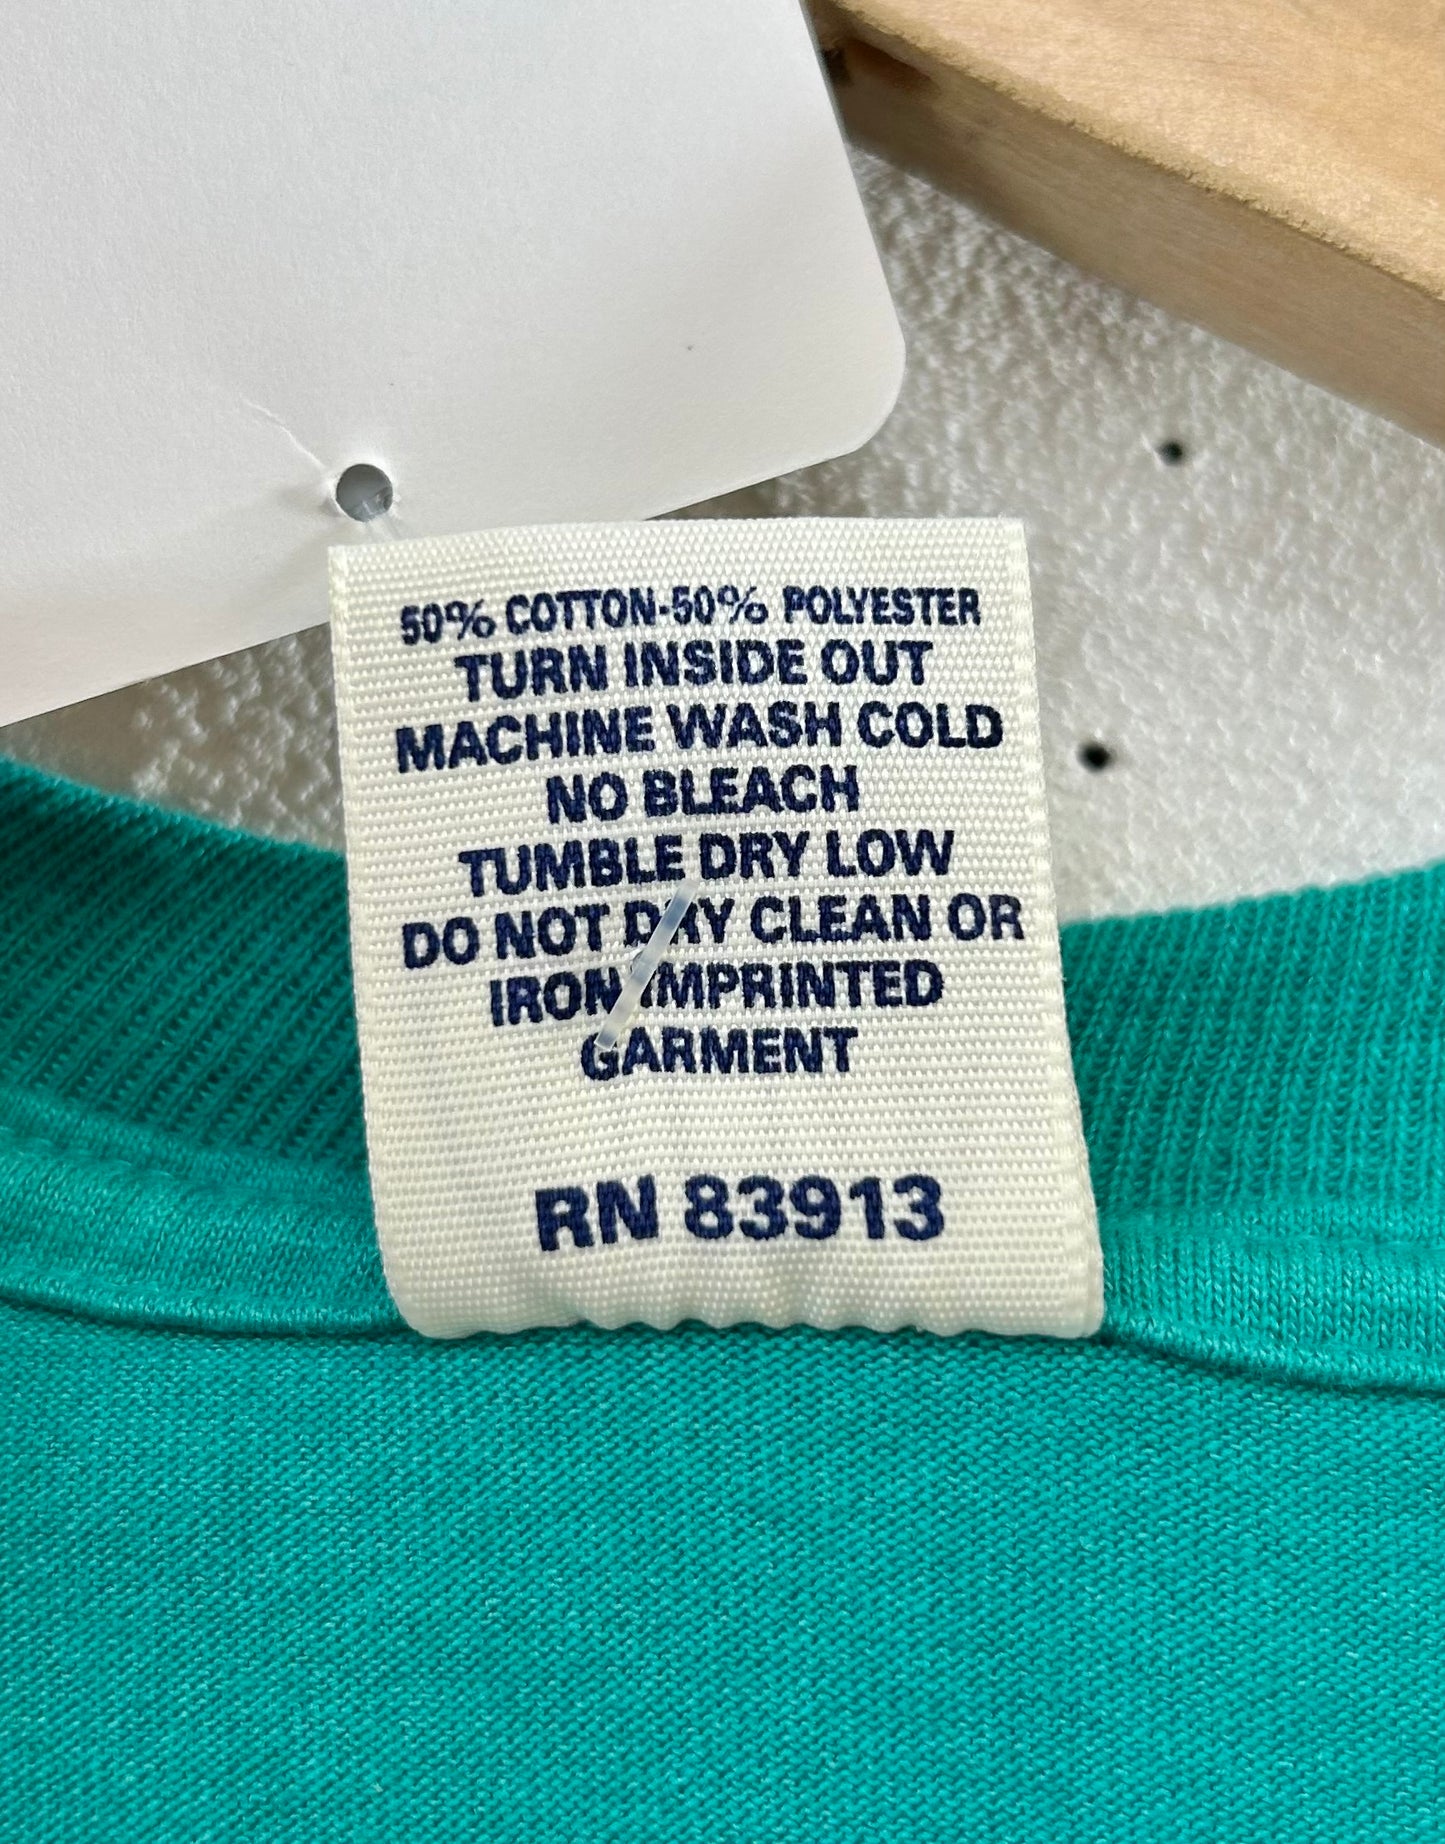 50% COTTON-50% POLYESTER
TURN INSIDE OUT
MACHINE WASH COLD
NO BLEACH
TUMBLE DRY LOW
DO NOT DRY CLEAN OR
IRON IMPRINTED
GARMENT
RN 83913